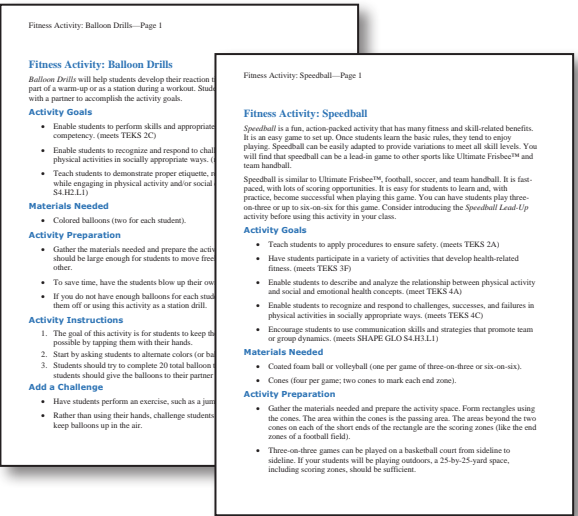 Fitness Activity: Balloon Drills—Page 1
Fitness Activity: Balloon Drills
Balloon Drills will help students develop their reaction t
part of a warm-up or as a station during a workout. Stude
with a partner to accomplish the activity goals.
Activity Goals
• Enable students to perform skills and appropriate
competency. (meets TEKS 2C)
• Enable students to recognize and respond to chall
physical activities in socially appropriate ways. (
• Teach students to demonstrate proper etiquette, r
while engaging in physical activity and/or social
S4.H2.L1)
Materials Needed
• Colored balloons (two for each student).
Activity Preparation
• Gather the materials needed and prepare the activ
should be large enough for students to move free
other.
• To save time, have the students blow up their ow
• If you do not have enough balloons for each stud
them off or using this activity as a station drill.
Activity Instructions
1. The goal of this activity is for students to keep th
possible by tapping them with their hands.
2. Start by asking students to alternate colors (or ba
3. Students should try to complete 20 total balloon t
students should give the balloons to their partner
Add a Challenge
• Have students perform an exercise, such as a jum
• Rather than using their hands, challenge students
keep balloons up in the air.
Fitness Activity: Speedball—Page 1
Fitness Activity: Speedball
Speedball is a fun, action-packed activity that has many fitness and skill-related benefits.
It is an easy game to set up. Once students learn the basic rules, they tend to enjoy
playing. Speedball can be easily adapted to provide variations to meet all skill levels. You
will find that speedball can be a lead-in game to other sports like Ultimate Frisbee™ and
team handball.
Speedball is similar to Ultimate Frisbee™, football, soccer, and team handball. It is fast-
paced, with lots of scoring opportunities. It is easy for students to learn and, with
practice, become successful when playing this game. You can have students play three-
on-three or up to six-on-six for this game. Consider introducing the Speedball Lead-Up
activity before using this activity in your class.
Activity Goals
• Teach students to apply procedures to ensure safety. (meets TEKS 2A)
• Have students participate in a variety of activities that develop health-related
fitness. (meets TEKS 3F)
• Enable students to describe and analyze the relationship between physical activity
and social and emotional health concepts. (meet TEKS 4A)
• Enable students to recognize and respond to challenges, successes, and failures in
physical activities in socially appropriate ways. (meets TEKS 4C)
• Encourage students to use communication skills and strategies that promote team
or group dynamics. (meets SHAPE GLO S4.H3.L1)
Materials Needed
• Coated foam ball or volleyball (one per game of three-on-three or six-on-six).
• Cones (four per game; two cones to mark each end zone).
Activity Preparation
• Gather the materials needed and prepare the activity space. Form rectangles using
the cones. The area within the cones is the passing area. The areas beyond the two
cones on each of the short ends of the rectangle are the scoring zones (like the end
zones of a football field).
• Three-on-three games can be played on a basketball court from sideline to
sideline. If your students will be playing outdoors, a 25-by-25-yard space,
including scoring zones, should be sufficient.